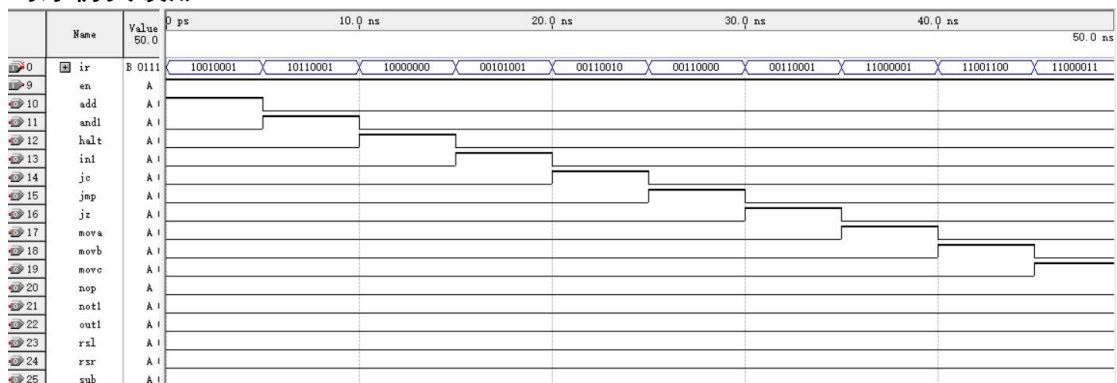 0 ps 10.0 ns 20.0 ns 30.0 ns 40.0 ns
Name Value
50.0 50.0 ns
0 ir B 0111 10010001 10110001 10000000 00101001 00110010 00110000 00110001 11000001 11001100 11000011
9 en A
10 add A
11 and1 A
12 halt A
13 in1 A
14 jc A
15 jmp A
16 jz A
17 mova A
18 movb A
19 movc A
20 nop A
21 not1 A
22 out1 A
23 rsl A
24 rsr A
25 sub A